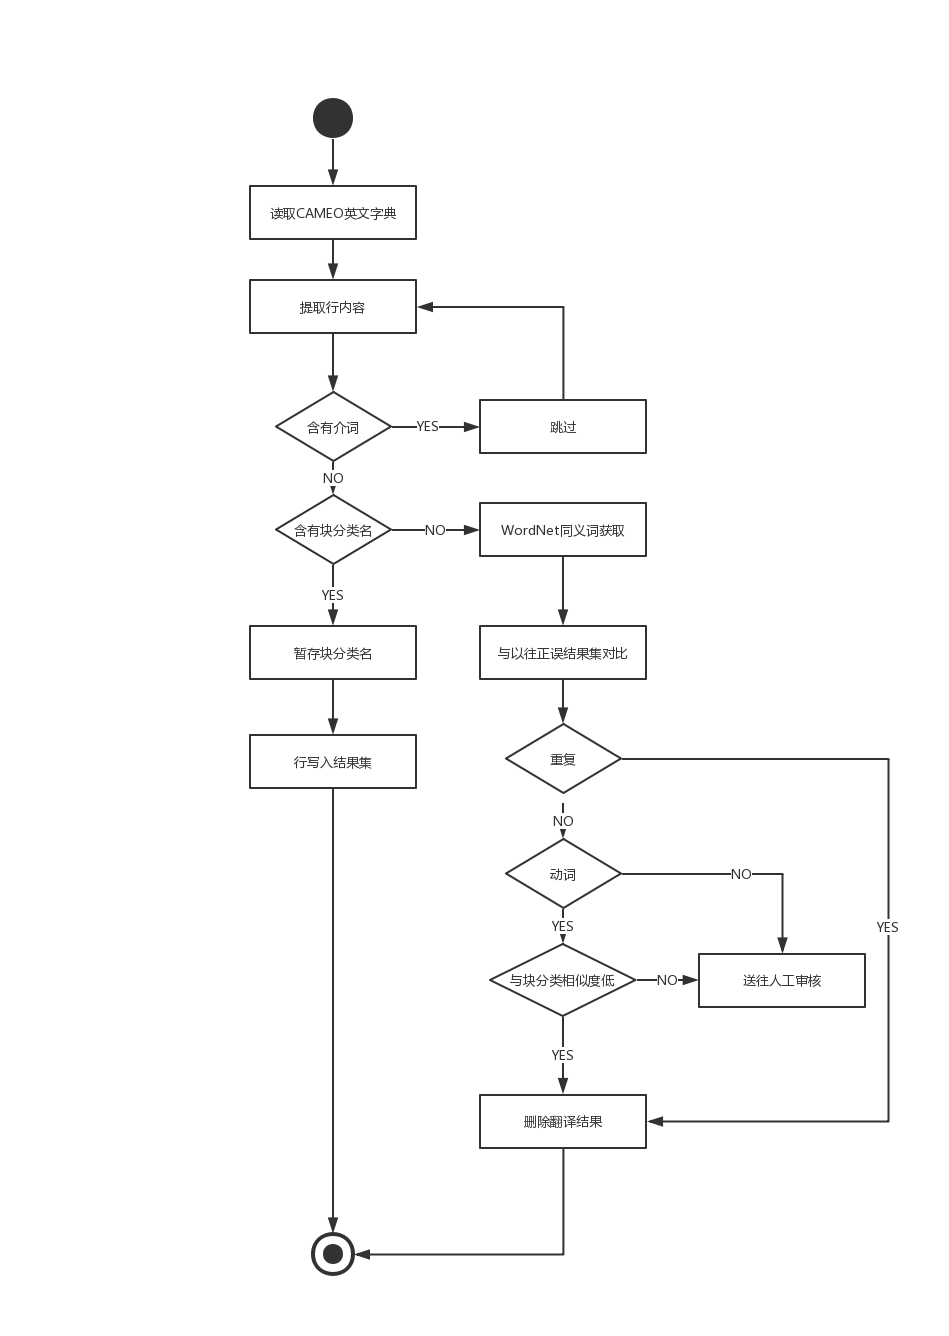 读取CAMEO英文字典
提取行内容
含有介词
YES
跳过
NO
含有块分类名
NO
WordNet同义词获取
YES
暂存块分类名
与以往正误结果集对比
行写入结果集
重复
NO
动词
NO
YES
YES
与块分类相似度低
NO
送往人工审核
YES
删除翻译结果